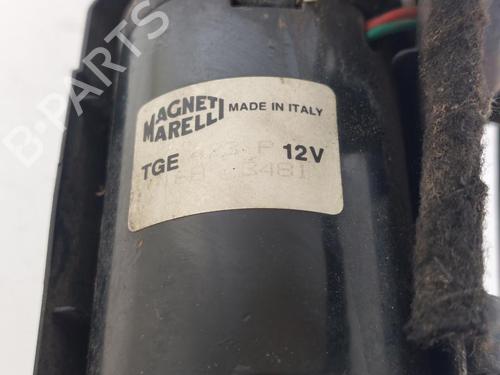 B-PARTS
MAGNETI MARELLI MADE IN ITALY
TGE 12V